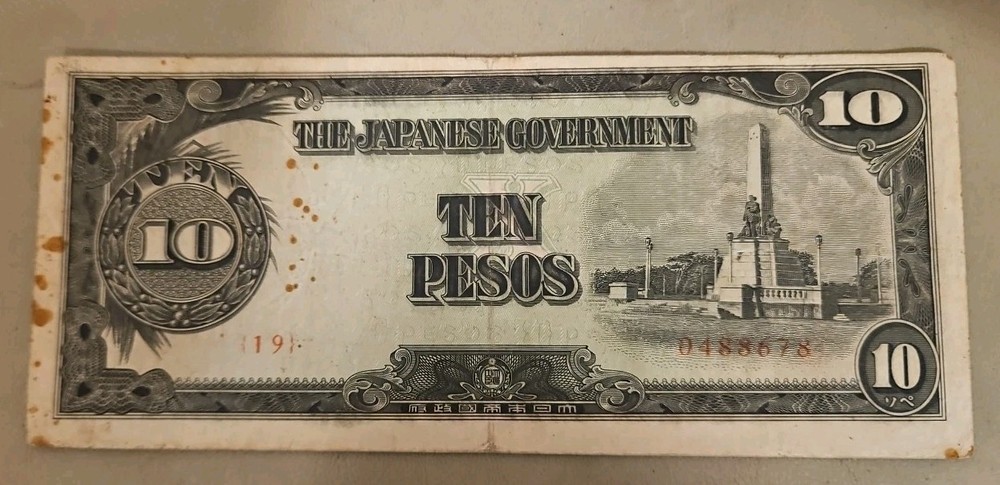 10
THE JAPANESE GOVERNMENT
TEN
10
TEN
PESOS
{19}
0488678
府政國帝本日大
10
ソペ